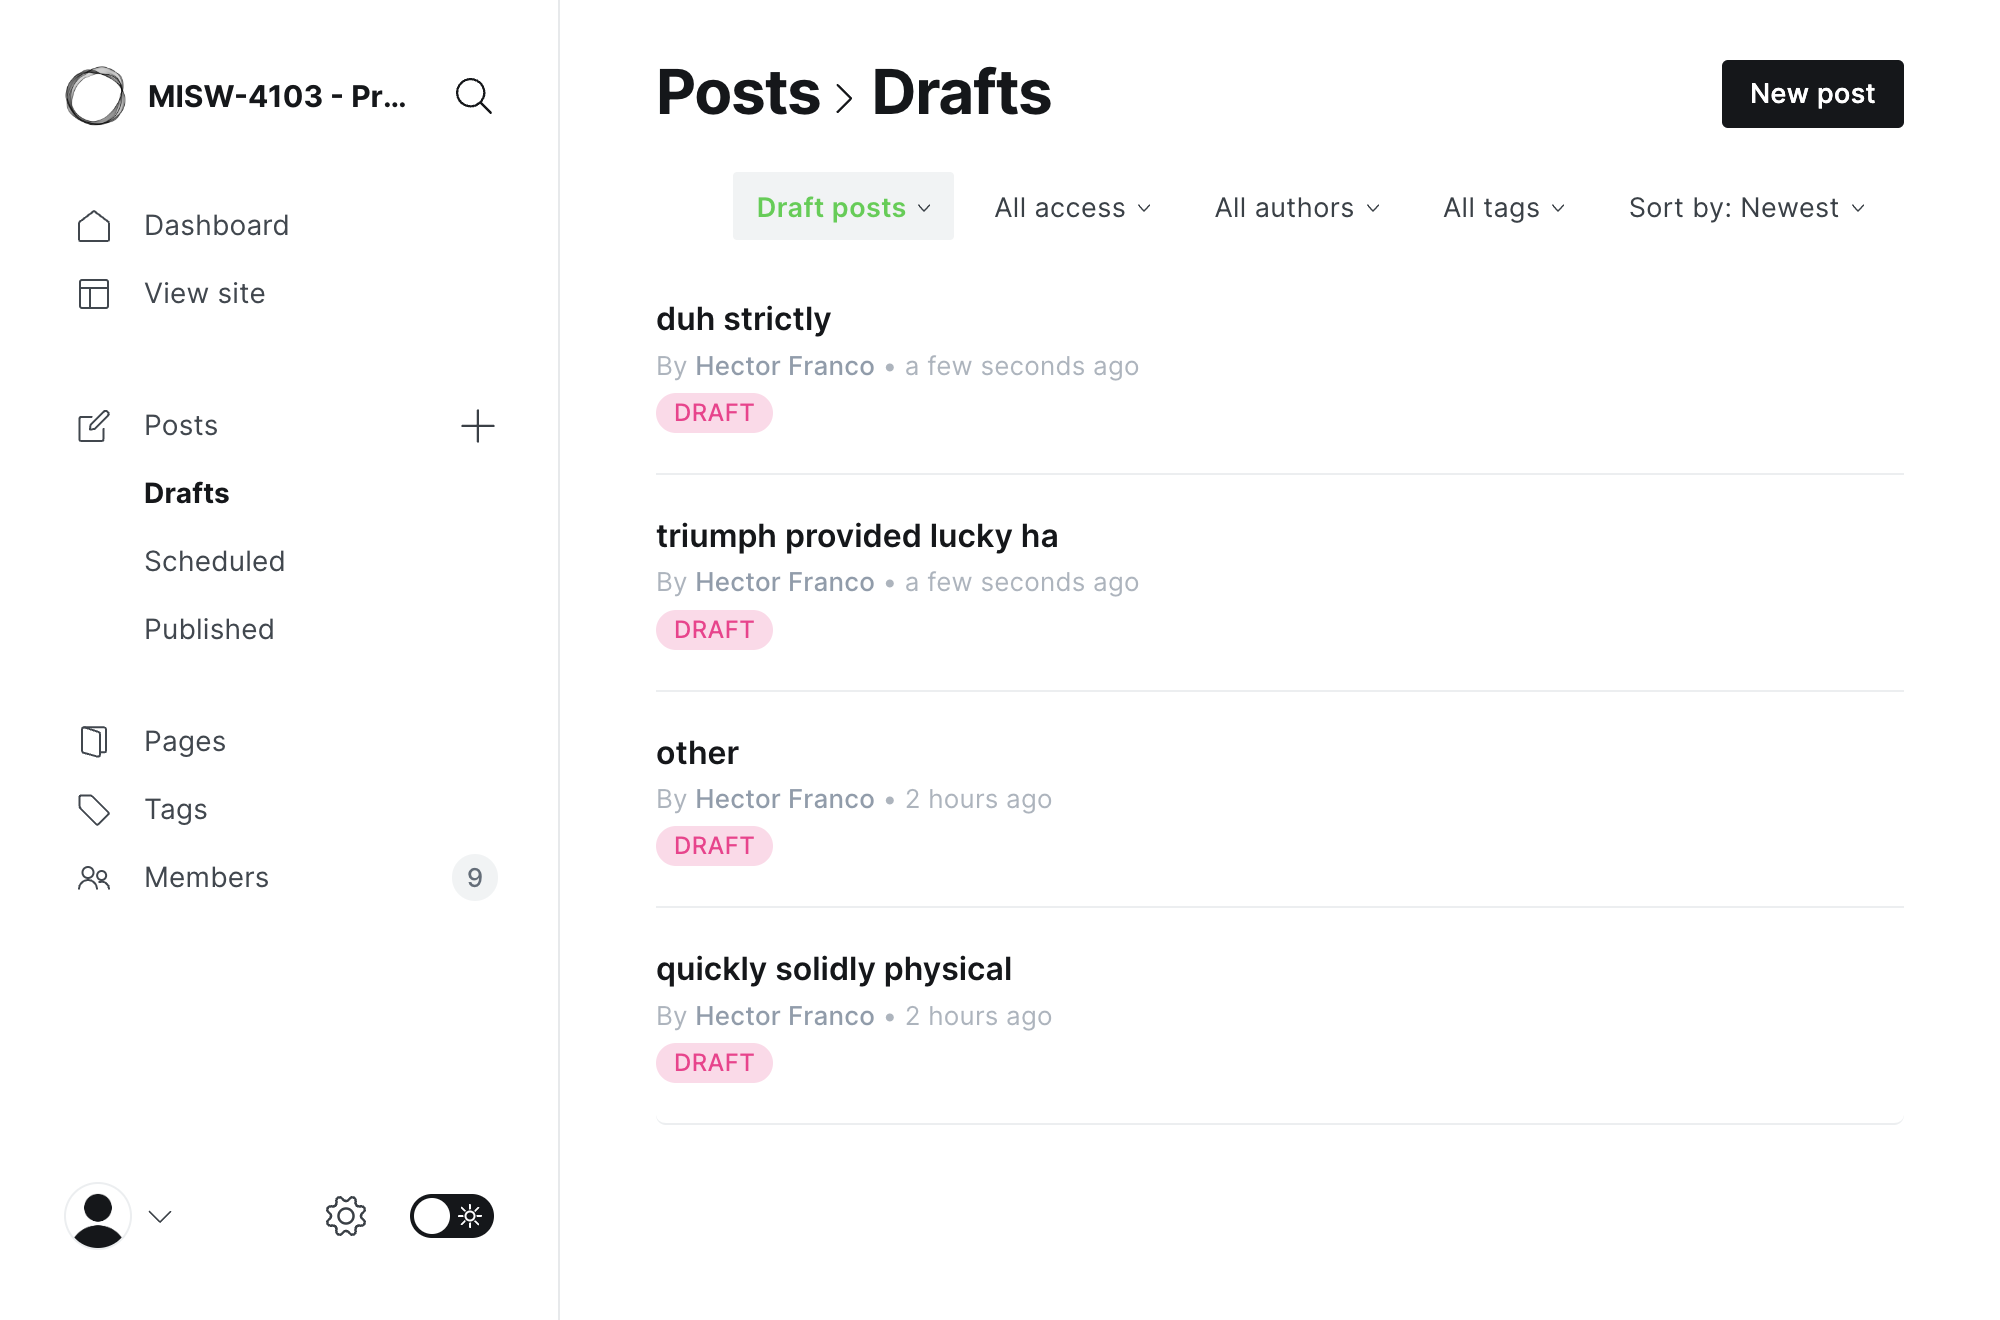 MISW-4103 - Pr...
Dashboard
View site
Posts
Drafts
Scheduled
Published
Pages
Tags
Members 9
Posts > Drafts
New post
Draft posts All access All authors All tags Sort by: Newest
duh strictly
By Hector Franco • a few seconds ago
DRAFT
triumph provided lucky ha
By Hector Franco • a few seconds ago
DRAFT
other
By Hector Franco • 2 hours ago
DRAFT
quickly solidly physical
By Hector Franco • 2 hours ago
DRAFT